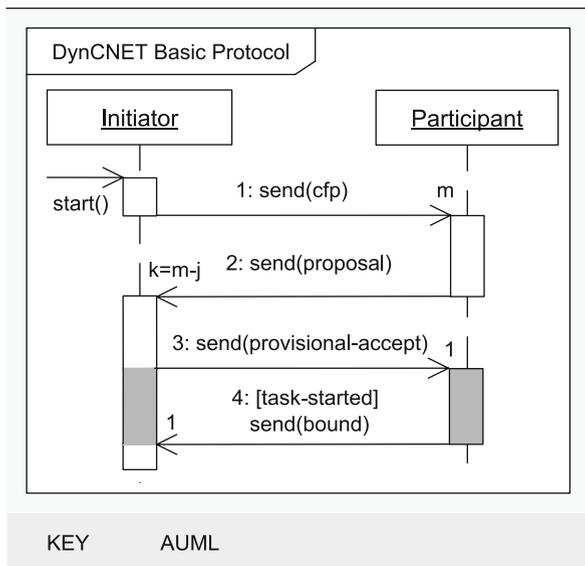 DynCNET Basic Protocol
Initiator
Participant
start()
1: send(cfp)
m
k=m-j
2: send(proposal)
3: send(provisional-accept)
1
4: [task-started]
send(bound)
1
KEY AUML